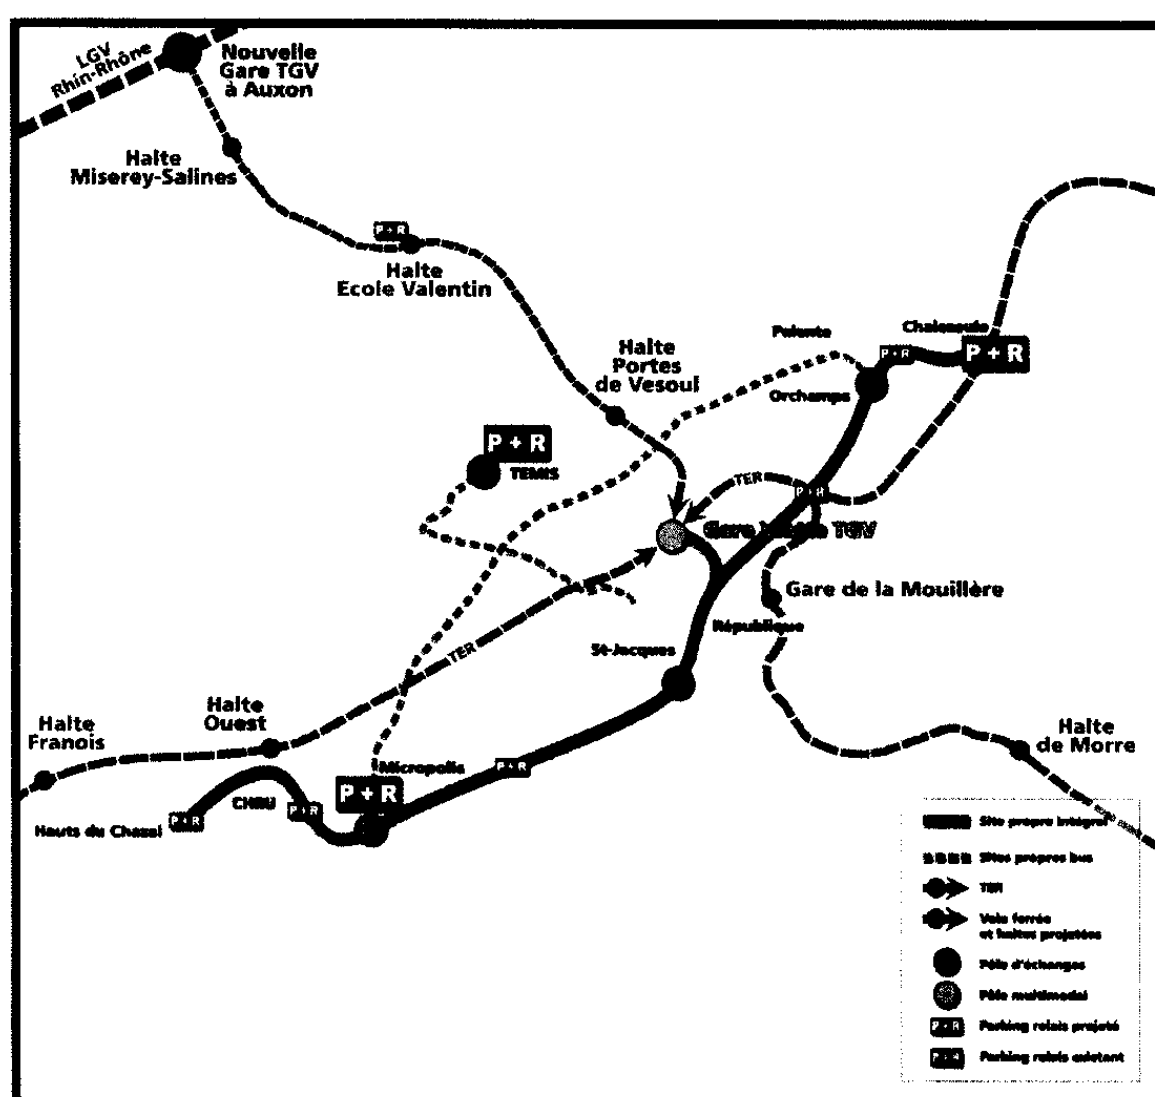 LGV
Rhin-Rhône
Nouvelle
Gare TGV
à Auxon
Halte
Miserey-Salines
P+R
Halte
Ecole Valentin
Halte
Portes
de Vesoul
Palente
Chalezeule
P+R
P + R
Orchamps
P + R
TEMIS
TER
P+R
Gare TGV
Gare de la Mouillère
République
St-Jacques
TER
Halte
Ouest
Halte
Franois
Halte
de Morre
Micropolis
P+R
P + R
CHRU
P+R
P+R
Hauts du Chazal
Site propre intégral
Sites propres bus
TER
Voie ferrée
et haltes projetées
Pôle d'échanges
Pôle multimodal
P+R Parking relais projeté
P+R Parking relais existant